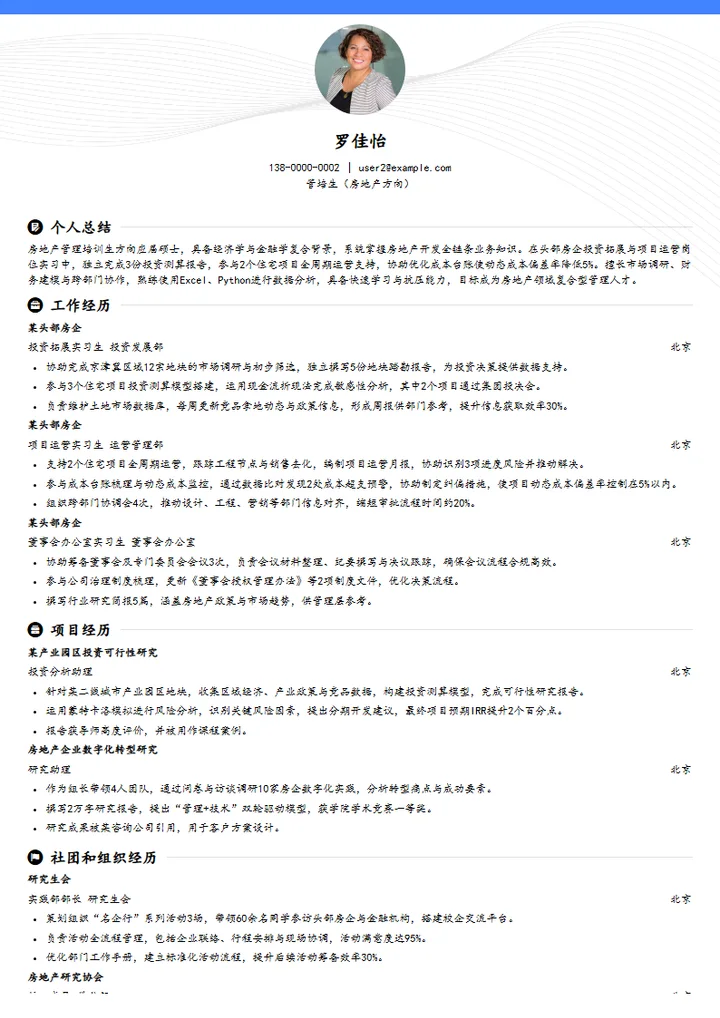 罗佳怡
138-0000-0002 | user2@example.com
管培生（房地产方向）
个人总结
房地产管理培训生方向应届硕士，具备经济学与金融学复合背景，系统掌握房地产开发全链条业务知识。在头部房企投资拓展与项目运营岗
位实习中，独立完成3份投资测算报告，参与2个住宅项目全周期运营支持，协助优化成本台账使动态成本偏差率降低5%。擅长市场调研、财
务建模与跨部门协作，熟练使用Excel、Python进行数据分析，具备快速学习与抗压能力，目标成为房地产领域复合型管理人才。
工作经历
某头部房企
投资拓展实习生 投资发展部 北京
• 协助完成京津冀区域12宗地块的市场调研与初步筛选，独立撰写5份地块踏勘报告，为投资决策提供数据支持。
• 参与3个住宅项目投资测算模型搭建，运用现金流折现法完成敏感性分析，其中2个项目通过集团投决会。
• 负责维护土地市场数据库，每周更新竞品拿地动态与政策信息，形成周报供部门参考，提升信息获取效率30%。
某头部房企
项目运营实习生 运营管理部 北京
• 支持2个住宅项目全周期运营，跟踪工程节点与销售去化，编制项目运营月报，协助识别3项进度风险并推动解决。
• 参与成本台账梳理与动态成本监控，通过数据比对发现2处成本超支预警，协助制定纠偏措施，使项目动态成本偏差率控制在5%以内。
• 组织跨部门协调会4次，推动设计、工程、营销等部门信息对齐，缩短审批流程时间约20%。
某头部房企
董事会办公室实习生 董事会办公室 北京
• 协助筹备董事会及专门委员会会议3次，负责会议材料整理、纪要撰写与决议跟踪，确保会议流程合规高效。
• 参与公司治理制度梳理，更新《董事会授权管理办法》等2项制度文件，优化决策流程。
• 撰写行业研究简报5篇，涵盖房地产政策与市场趋势，供管理层参考。
项目经历
某产业园区投资可行性研究
投资分析助理 北京
• 针对某二线城市产业园区地块，收集区域经济、产业政策与竞品数据，构建投资测算模型，完成可行性研究报告。
• 运用蒙特卡洛模拟进行风险分析，识别关键风险因素，提出分期开发建议，最终项目预期IRR提升2个百分点。
• 报告获导师高度评价，并被用作课程案例。
房地产企业数字化转型研究
研究助理 北京
• 作为组长带领4人团队，通过问卷与访谈调研10家房企数字化实践，分析转型痛点与成功要素。
• 撰写2万字研究报告，提出“管理+技术”双轮驱动模型，获学院学术竞赛一等奖。
• 研究成果被某咨询公司引用，用于客户方案设计。
社团和组织经历
研究生会
实践部部长 研究生会 北京
• 策划组织“名企行”系列活动3场，带领60余名同学参访头部房企与金融机构，搭建校企交流平台。
• 负责活动全流程管理，包括企业联络、行程安排与现场协调，活动满意度达95%。
• 优化部门工作手册，建立标准化活动流程，提升后续活动筹备效率30%。
房地产研究协会